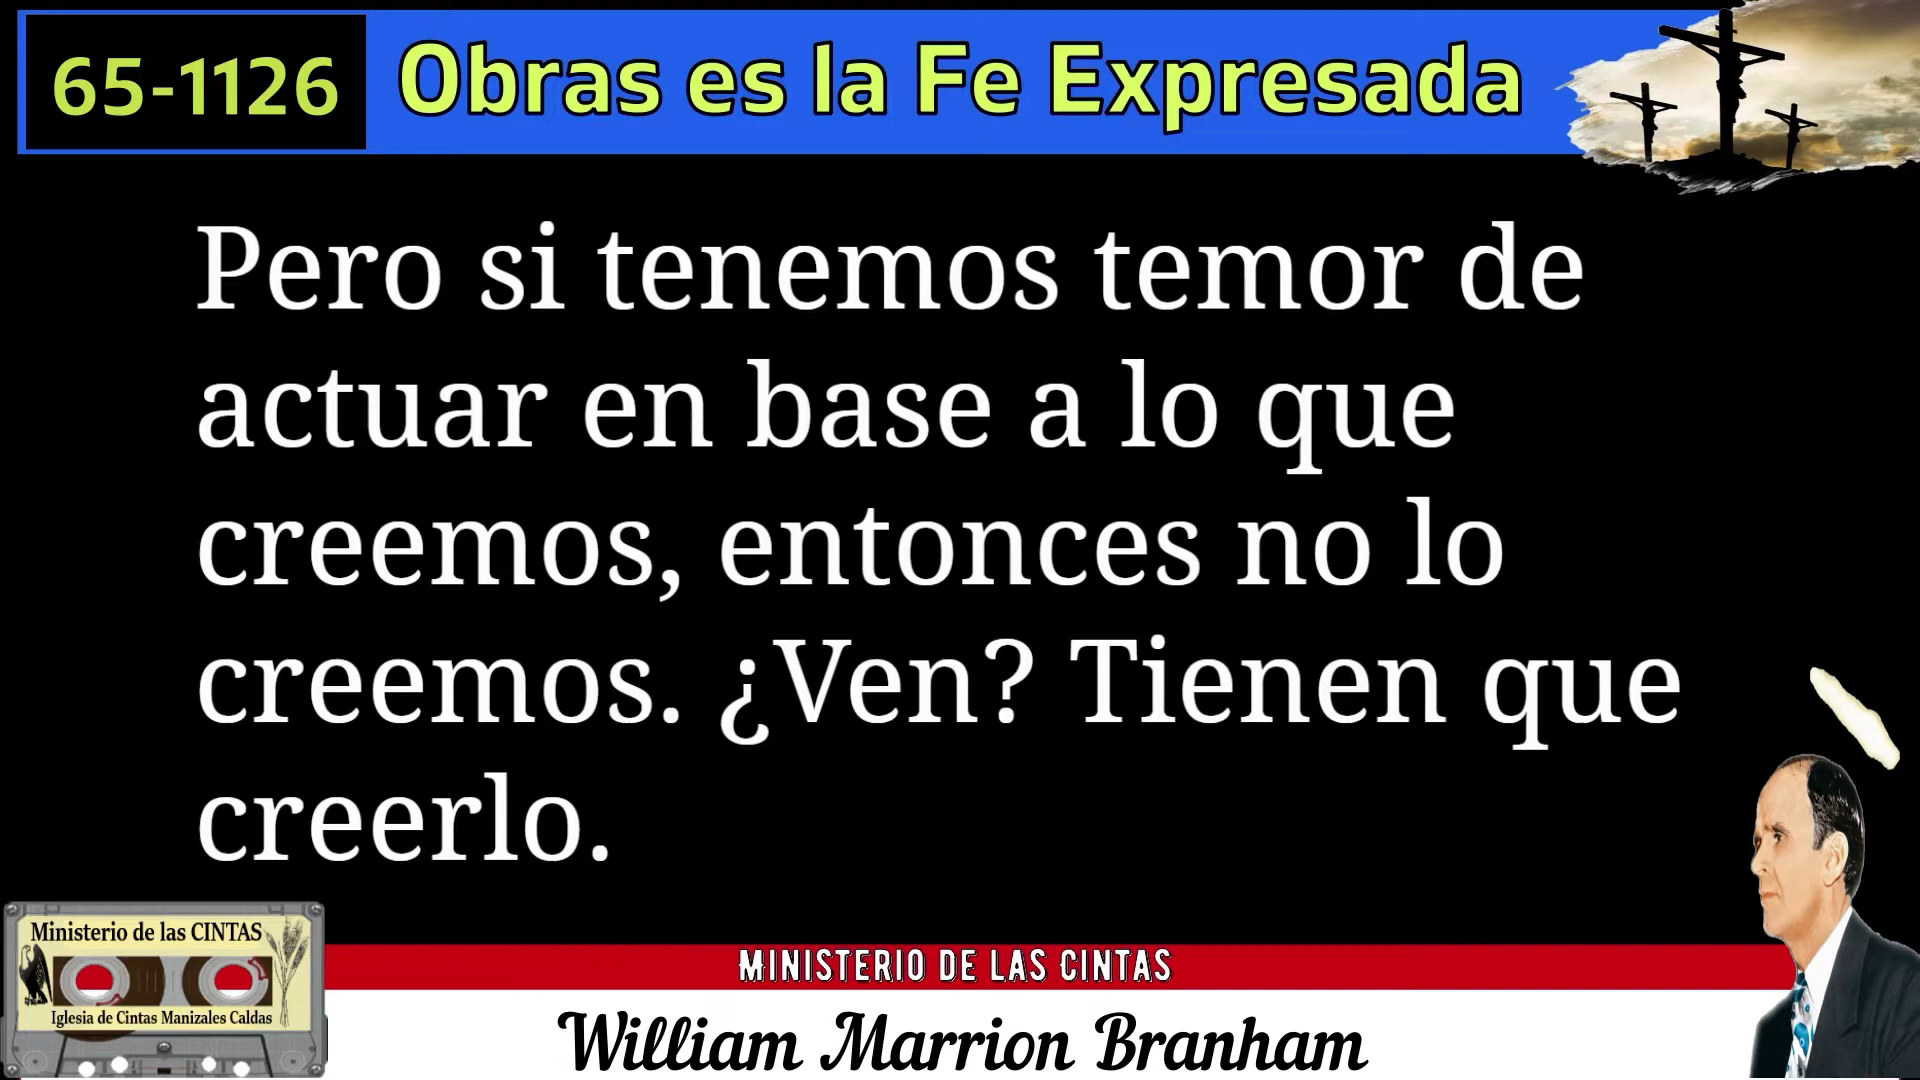 65-1126
Obras es la Fe Expresada
Pero si tenemos temor de
actuar en base a lo que
creemos, entonces no lo
creemos. ¿Ven? Tienen que
creerlo.
Ministerio de las CINTAS
Iglesia de Cintas Manizales Caldas
MINISTERIO DE LAS CINTAS
William Marrion Branham